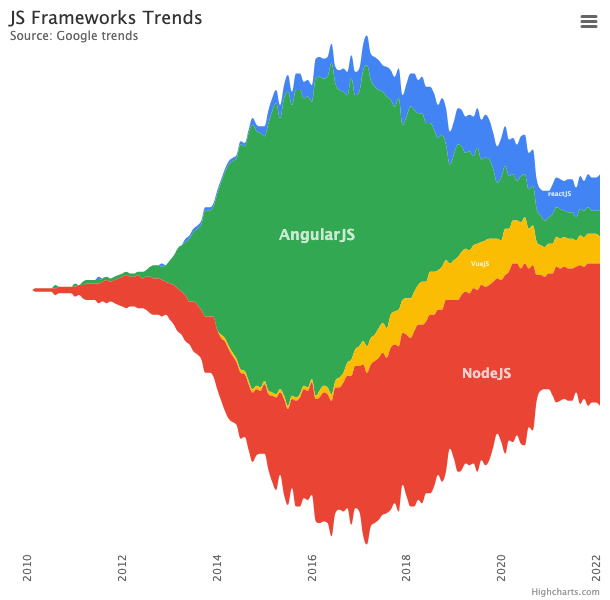 JS Frameworks Trends
Source: Google trends
reactJS
AngularJS
VueJS
NodeJS
2010
2012
2014
2016
2018
2020
2022
Highcharts.com